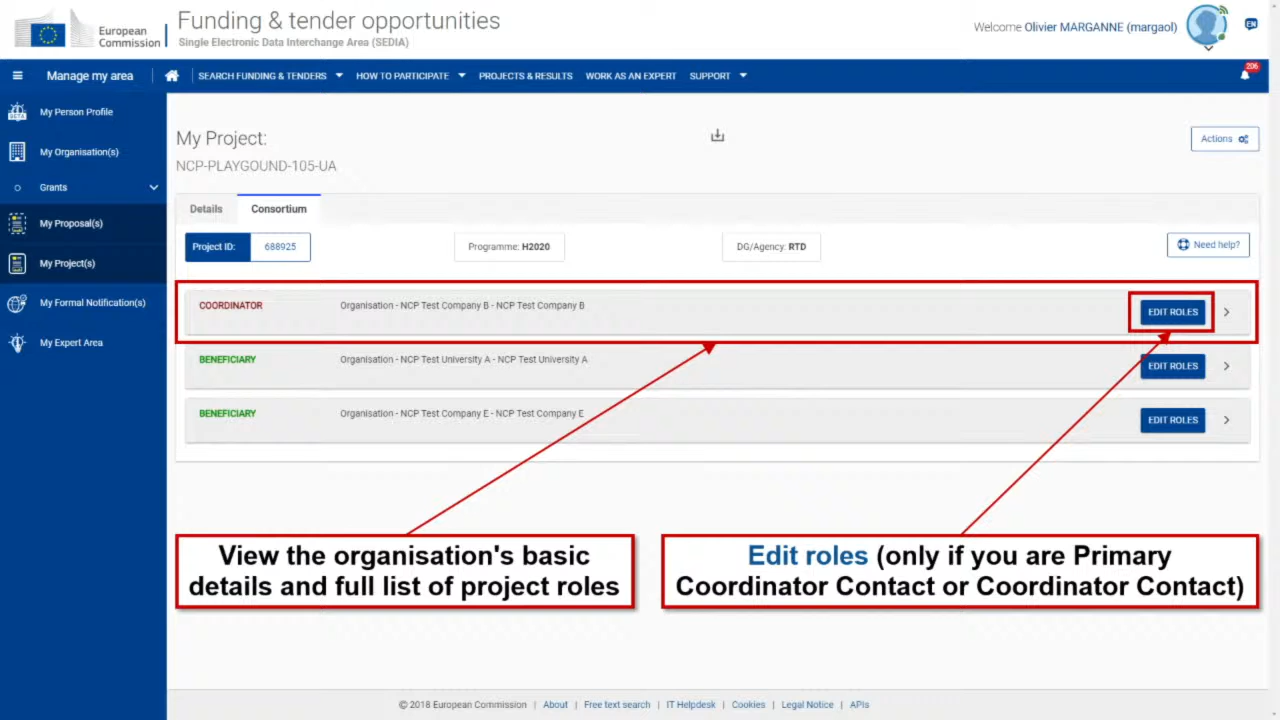 European
Commission
Funding & tender opportunities
Single Electronic Data Interchange Area (SEDIA)
Welcome Olivier MARGANNE (margaol)
EN
Manage my area
SEARCH FUNDING & TENDERS
HOW TO PARTICIPATE
PROJECTS & RESULTS
WORK AS AN EXPERT
SUPPORT
206
BETA
My Person Profile
My Organisation(s)
Grants
My Proposal(s)
My Project(s)
My Formal Notification(s)
My Expert Area
My Project:
NCP-PLAYGOUND-105-UA
Actions
Details
Consortium
Project ID: 688925
Programme: H2020
DG/Agency: RTD
Need help?
COORDINATOR Organisation - NCP Test Company B - NCP Test Company B EDIT ROLES
BENEFICIARY Organisation - NCP Test University A - NCP Test University A EDIT ROLES
BENEFICIARY Organisation - NCP Test Company E - NCP Test Company E EDIT ROLES
View the organisation's basic
details and full list of project roles
Edit roles (only if you are Primary
Coordinator Contact or Coordinator Contact)
© 2018 European Commission | About | Free text search | IT Helpdesk | Cookies | Legal Notice | APIs